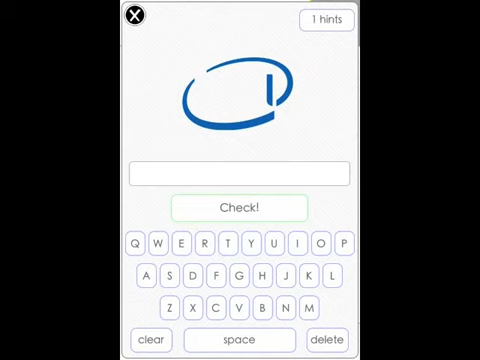 X
1 hints
Check!
Q W E R T Y U I O P
A S D F G H J K L
Z X C V B N M
clear space delete